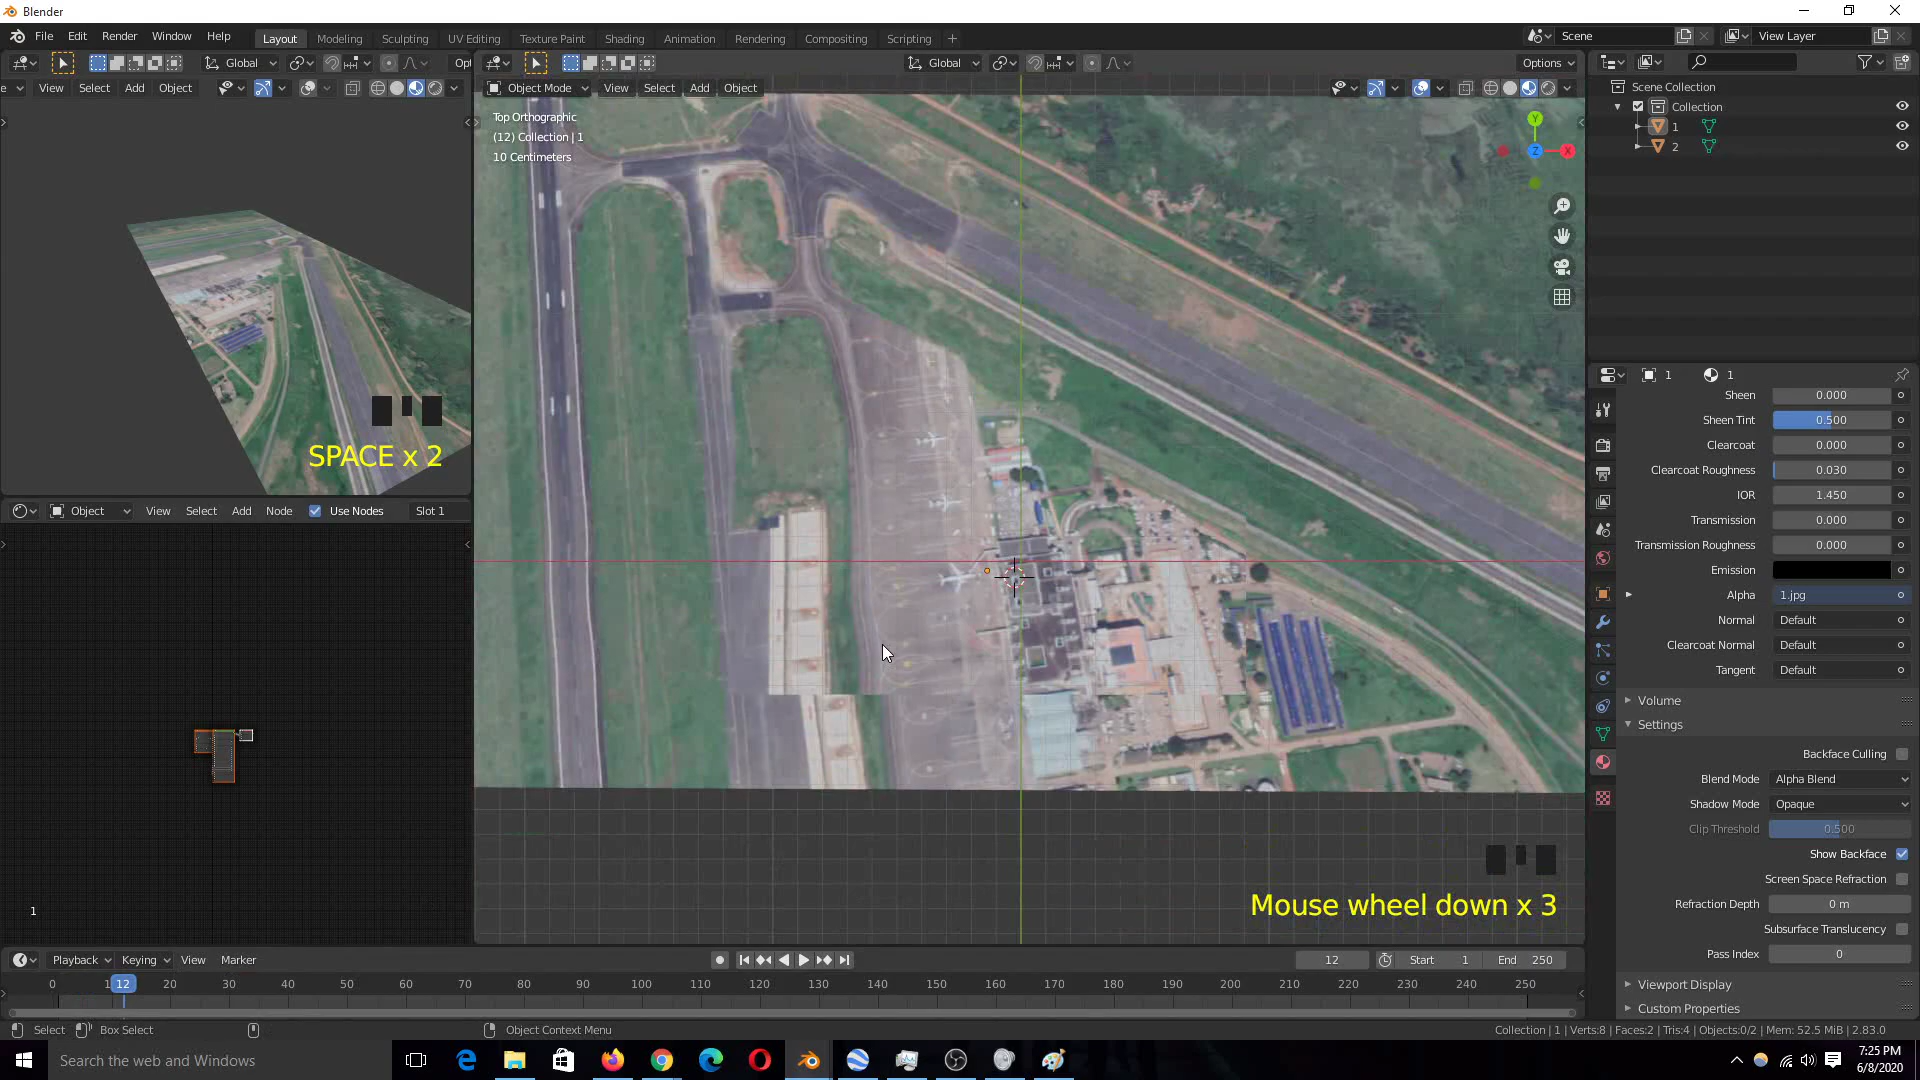 Blender
File Edit Render Window Help
Layout Modeling Sculpting UV Editing Texture Paint Shading Animation Rendering Compositing Scripting
Scene
View Layer
Global
Global
Options
View Select Add Object
Object Mode View Select Add Object
Top Orthographic
(12) Collection | 1
10 Centimeters
Y
Z
X
SPACE x 2
Mouse wheel down x 3
Scene Collection
Collection
1
2
Object View Select Add Node Use Nodes Slot 1
1
1 1
Sheen 0.000
Sheen Tint 0.500
Clearcoat 0.000
Clearcoat Roughness 0.030
IOR 1.450
Transmission 0.000
Transmission Roughness 0.000
Emission
Alpha 1.jpg
Normal Default
Clearcoat Normal Default
Tangent Default
Volume
Settings
Backface Culling
Blend Mode Alpha Blend
Shadow Mode Opaque
Clip Threshold 0.500
Show Backface
Screen Space Refraction
Refraction Depth 0 m
Subsurface Translucency
Pass Index 0
Viewport Display
Custom Properties
Playback Keying View Marker
12 Start 1 End 250
0 12 20 30 40 50 60 70 80 90 100 110 120 130 140 150 160 170 180 190 200 210 220 230 240 250
Select Box Select Object Context Menu
Collection | 1 | Verts:8 | Faces:2 | Tris:4 | Objects:0/2 | Mem: 52.5 MiB | 2.83.0
Search the web and Windows
7:25 PM
6/8/2020